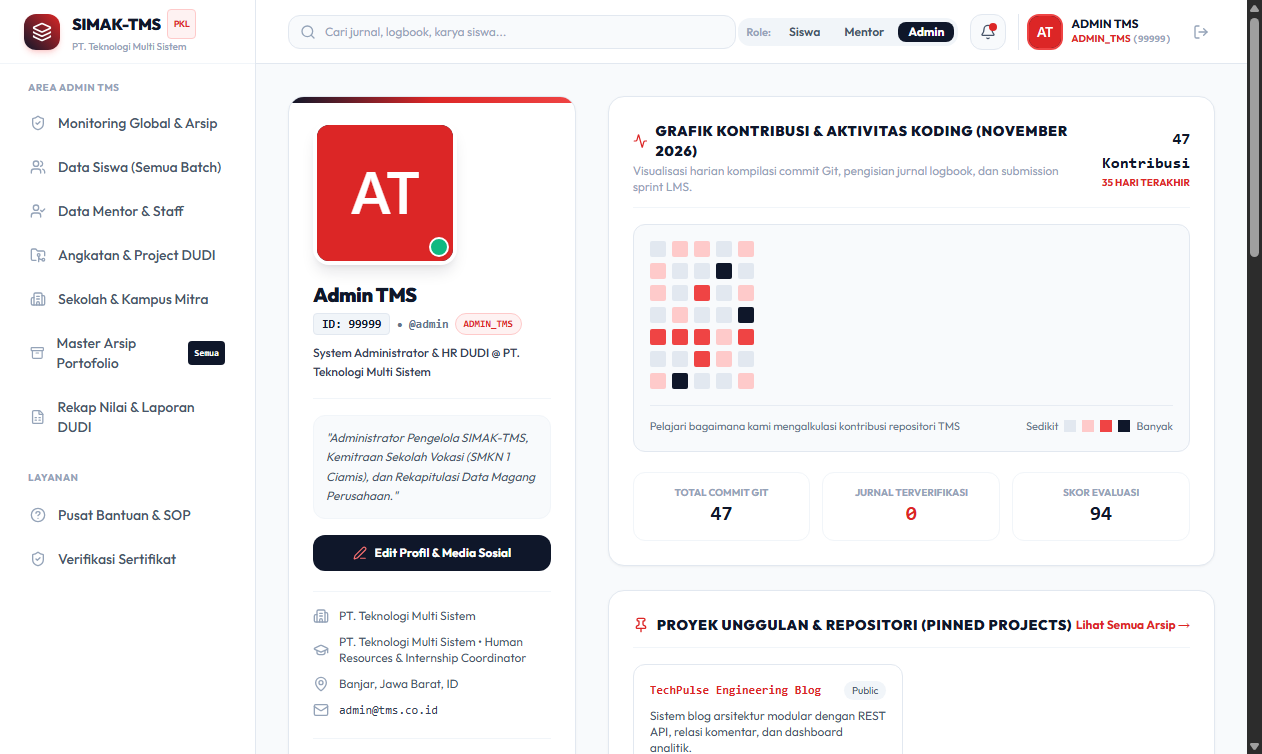 SIMAK-TMS PKL
PT. Teknologi Multi Sistem
Cari jurnal, logbook, karya siswa...
Role: Siswa Mentor Admin
AT
ADMIN TMS
ADMIN_TMS (99999)
AREA ADMIN TMS
Monitoring Global & Arsip
Data Siswa (Semua Batch)
Data Mentor & Staff
Angkatan & Project DUDI
Sekolah & Kampus Mitra
Master Arsip
Portofolio
Semua
Rekap Nilai & Laporan
DUDI
LAYANAN
Pusat Bantuan & SOP
Verifikasi Sertifikat
AT
Admin TMS
ID: 99999 • @admin ADMIN_TMS
System Administrator & HR DUDI @ PT.
Teknologi Multi Sistem
"Administrator Pengelola SIMAK-TMS,
Kemitraan Sekolah Vokasi (SMKN 1
Ciamis), dan Rekapitulasi Data Magang
Perusahaan."
Edit Profil & Media Sosial
PT. Teknologi Multi Sistem
PT. Teknologi Multi Sistem • Human
Resources & Internship Coordinator
Banjar, Jawa Barat, ID
admin@tms.co.id
GRAFIK KONTRIBUSI & AKTIVITAS KODING (NOVEMBER
2026)
Visualisasi harian kompilasi commit Git, pengisian jurnal logbook, dan submission
sprint LMS.
47
Kontribusi
35 HARI TERAKHIR
Pelajari bagaimana kami mengalkulasi kontribusi repositori TMS
Sedikit Banyak
TOTAL COMMIT GIT
47
JURNAL TERVERIFIKASI
0
SKOR EVALUASI
94
PROYEK UNGGULAN & REPOSITORI (PINNED PROJECTS) Lihat Semua Arsip →
TechPulse Engineering Blog Public
Sistem blog arsitektur modular dengan REST
API, relasi komentar, dan dashboard
analitik.